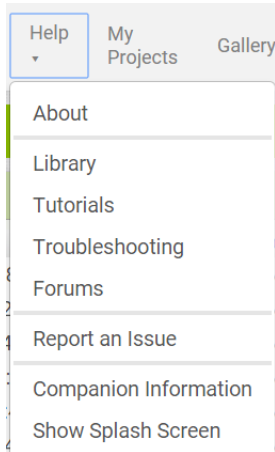 Help
My
Projects
Gallery
About
Library
Tutorials
Troubleshooting
Forums
Report an Issue
Companion Information
Show Splash Screen